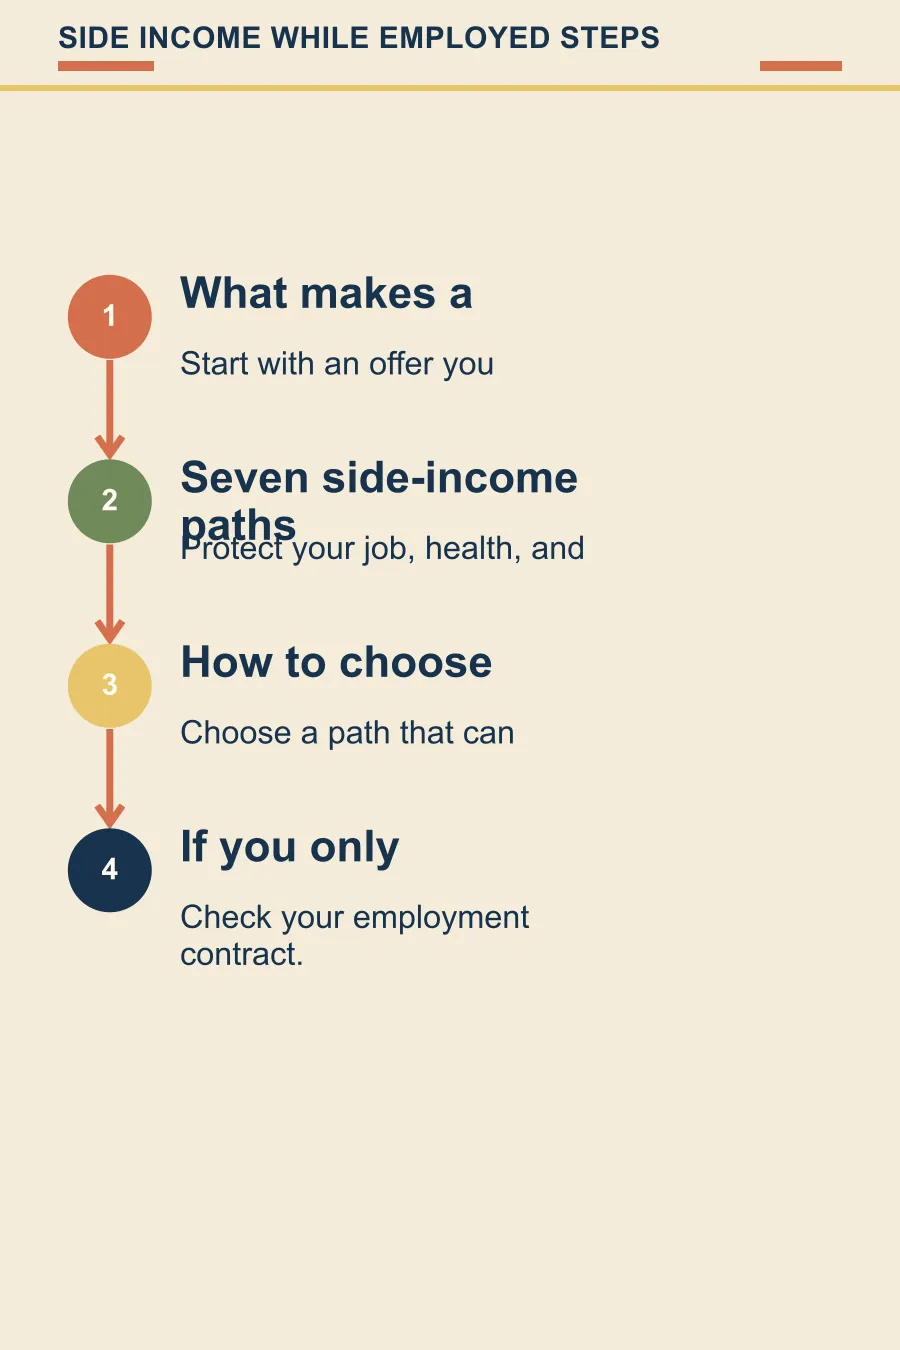 SIDE INCOME WHILE EMPLOYED STEPS
1
What makes a
Start with an offer you
2
Seven side-income
paths
Protect your job, health, and
3
How to choose
Choose a path that can
4
If you only
Check your employment
contract.